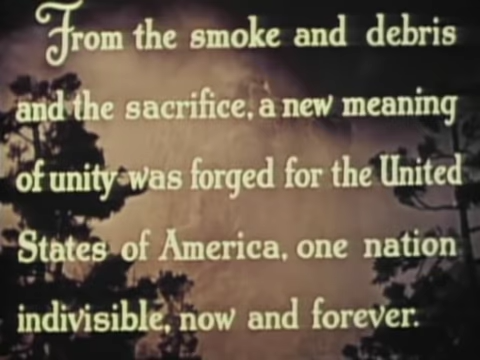 From the smoke and debris
and the sacrifice, a new meaning
of unity was forged for the United
States of America, one nation
indivisible, now and forever.